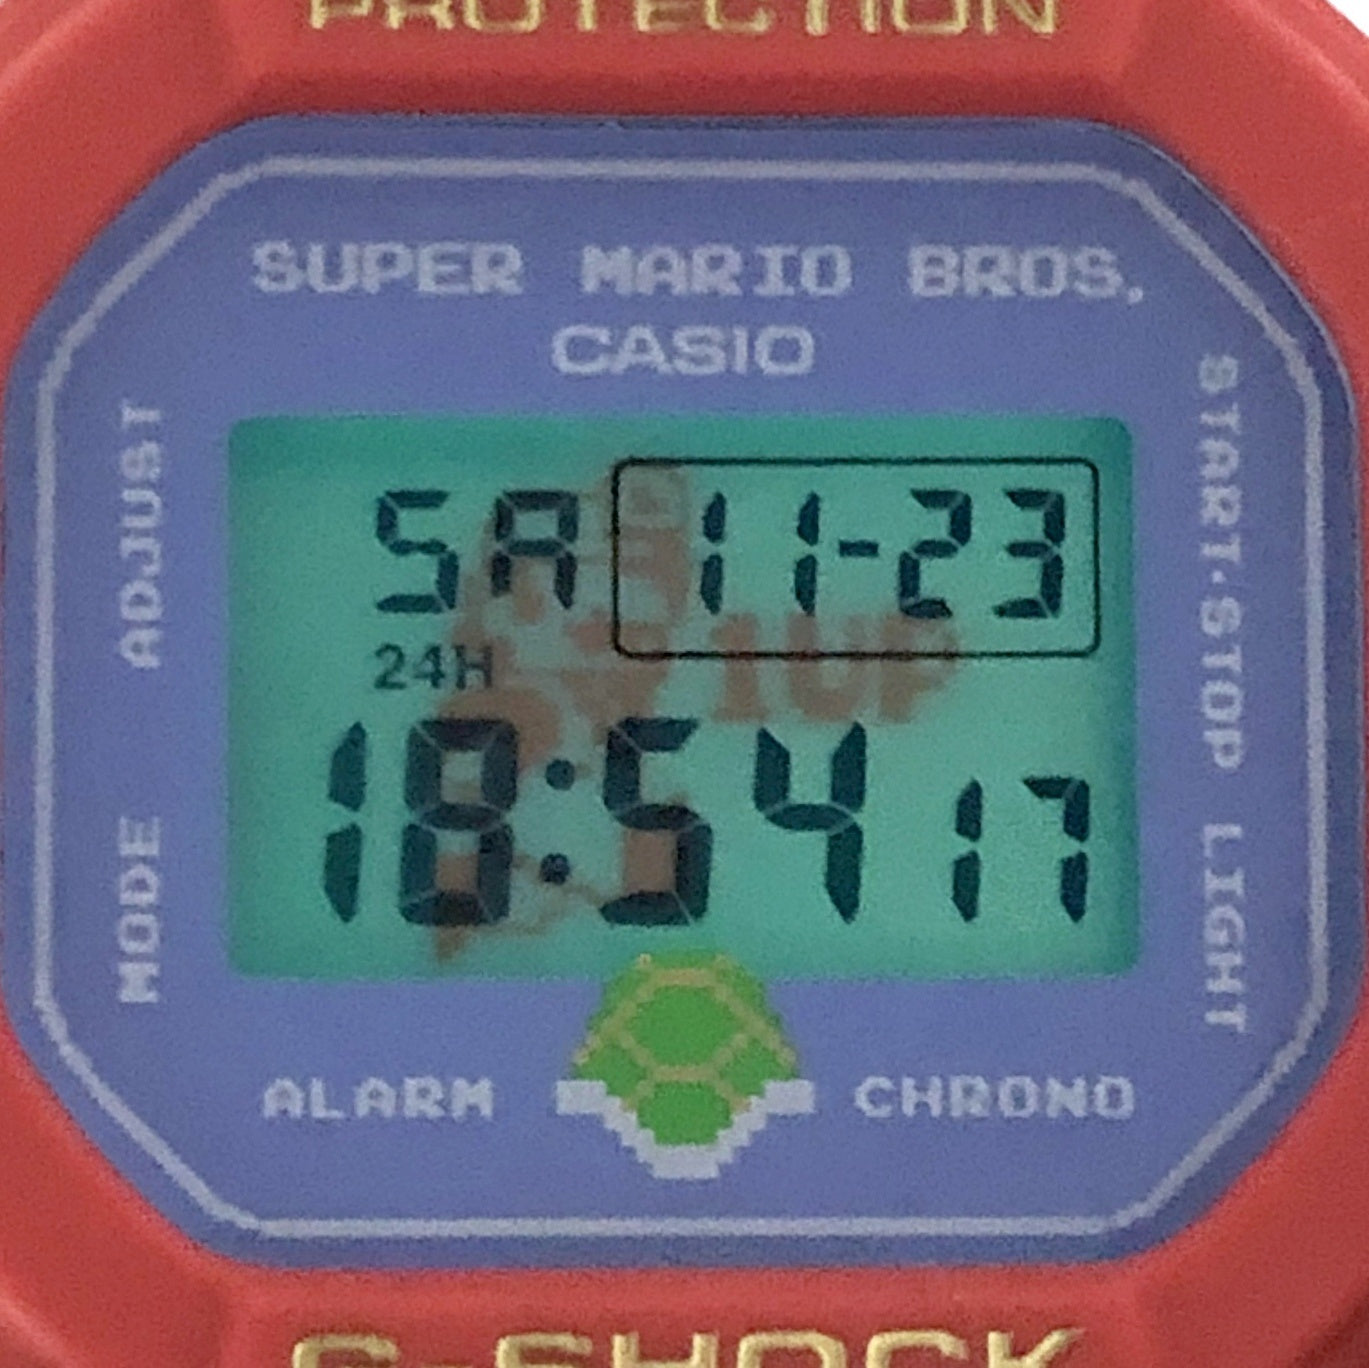 PROTECTION
SUPER MARIO BROS.
CASIO
ADJUST
START·STOP
SA 11-23
1UP
24H
18:54 17
MODE
LIGHT
ALARM
CHRONO
G-SHOCK